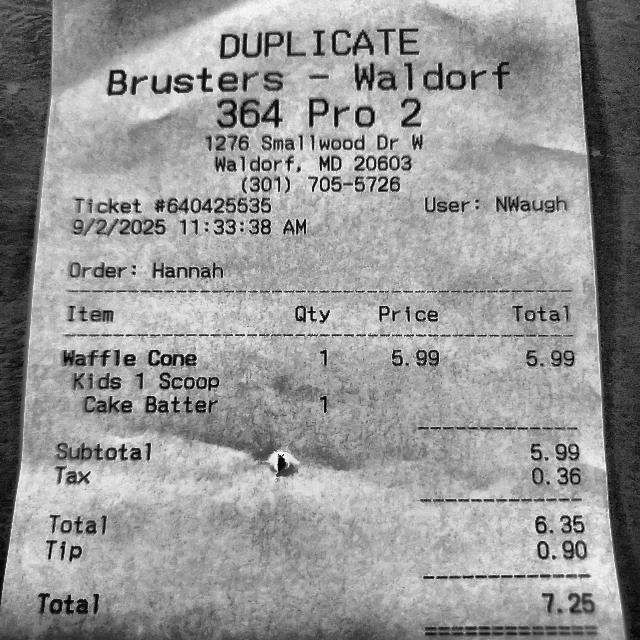 DUPLICATE
Brusters - Waldorf
364 Pro 2
1276 Smallwood Dr W
Waldorf, MD 20603
(301) 705-5726
Ticket #640425535 User: NWaugh
9/2/2025 11:33:38 AM
Order: Hannah
Item Qty Price Total
Waffle Cone 1 5.99 5.99
Kids 1 Scoop
Cake Batter 1
Subtotal 5.99
Tax 0.36
Total 6.35
Tip 0.90
Total 7.25